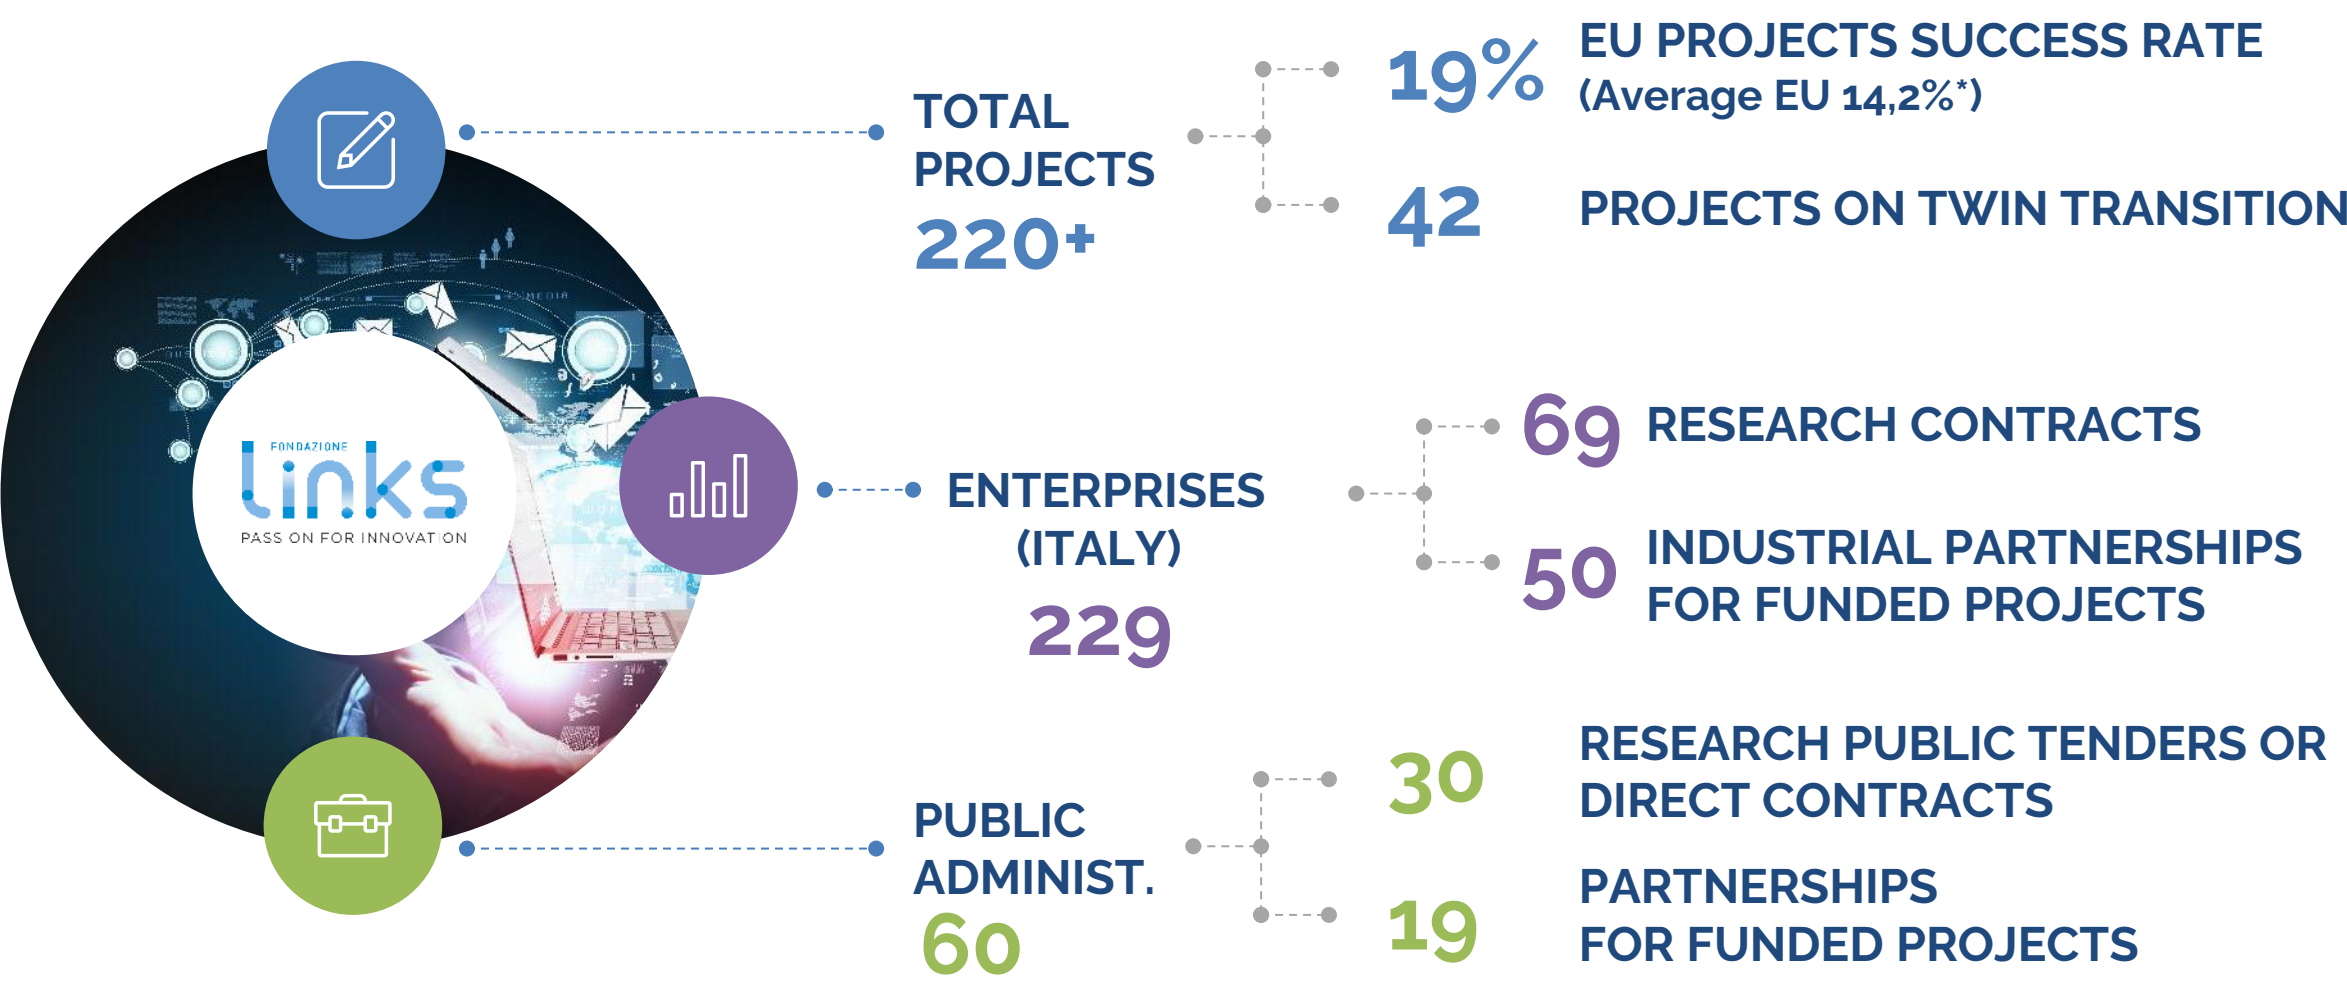 FONDAZIONE
links
PASS ON FOR INNOVAT ON
TOTAL
PROJECTS
220+
19%
EU PROJECTS SUCCESS RATE
(Average EU 14,2%*)
42
PROJECTS ON TWIN TRANSITION
ENTERPRISES
(ITALY)
229
69
RESEARCH CONTRACTS
50
INDUSTRIAL PARTNERSHIPS
FOR FUNDED PROJECTS
PUBLIC
ADMINIST.
60
30
RESEARCH PUBLIC TENDERS OR
DIRECT CONTRACTS
19
PARTNERSHIPS
FOR FUNDED PROJECTS